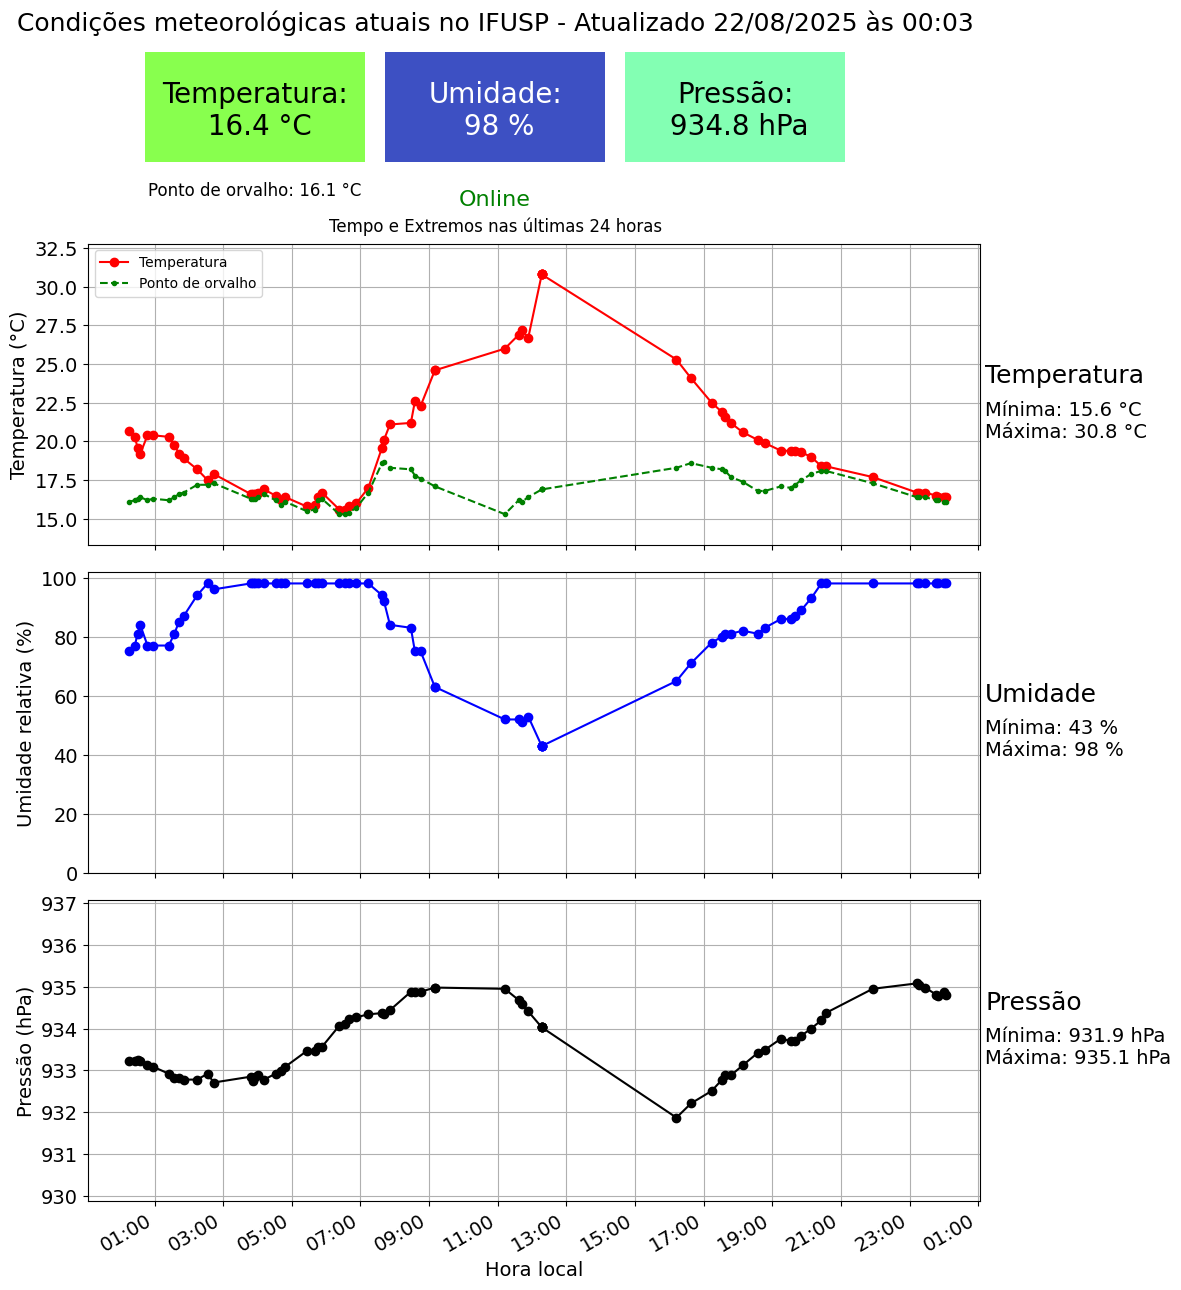 Condições meteorológicas atuais no IFUSP - Atualizado 22/08/2025 às 00:03
Temperatura:
16.4 °C
Umidade:
98 %
Pressão:
934.8 hPa
Ponto de orvalho: 16.1 °C
Online
Tempo e Extremos nas últimas 24 horas
Temperatura
Ponto de orvalho
Temperatura (°C)
32.5
30.0
27.5
25.0
22.5
20.0
17.5
15.0
Temperatura
Mínima: 15.6 °C
Máxima: 30.8 °C
Umidade relativa (%)
100
80
60
40
20
0
Umidade
Mínima: 43 %
Máxima: 98 %
Pressão (hPa)
937
936
935
934
933
932
931
930
Pressão
Mínima: 931.9 hPa
Máxima: 935.1 hPa
01:00 03:00 05:00 07:00 09:00 11:00 13:00 15:00 17:00 19:00 21:00 23:00 01:00
Hora local